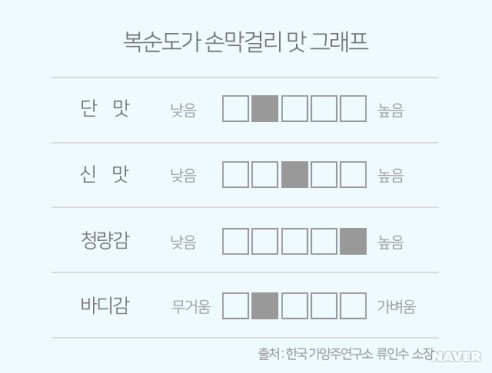 복순도가 손막걸리 맛 그래프
단 맛 낮음 높음
신 맛 낮음 높음
청량감 낮음 높음
바디감 무거움 가벼움
출처 : 한국가양주연구소 류인수 소장
NAVER